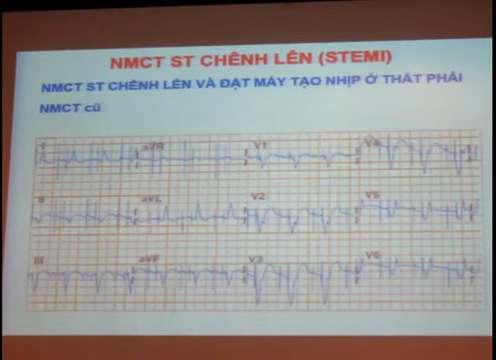 NMCT ST CHÊNH LÊN (STEMI)
NMCT ST CHÊNH LÊN VÀ ĐẶT MÁY TẠO NHỊP Ở THẤT PHẢI
NMCT cũ
I aVR V1 V4
II aVL V2 V5
III aVF V3 V6